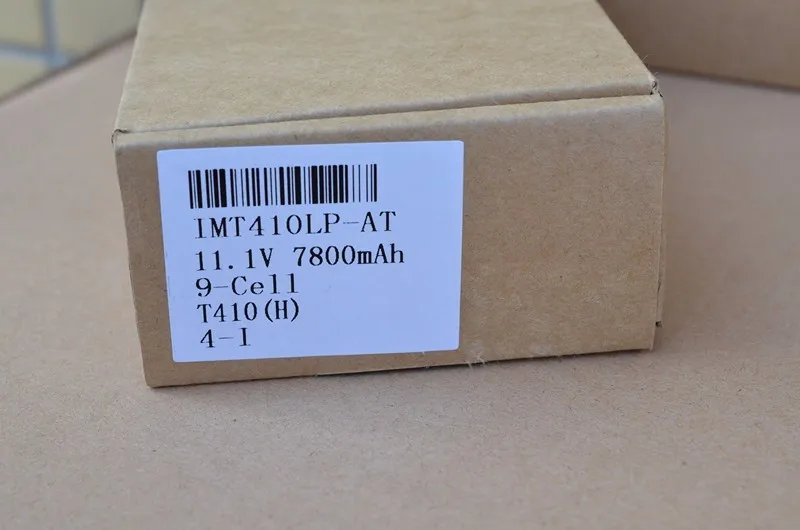 IMT410LP-AT
11.1V 7800mAh
9-Cell
T410(H)
4-I